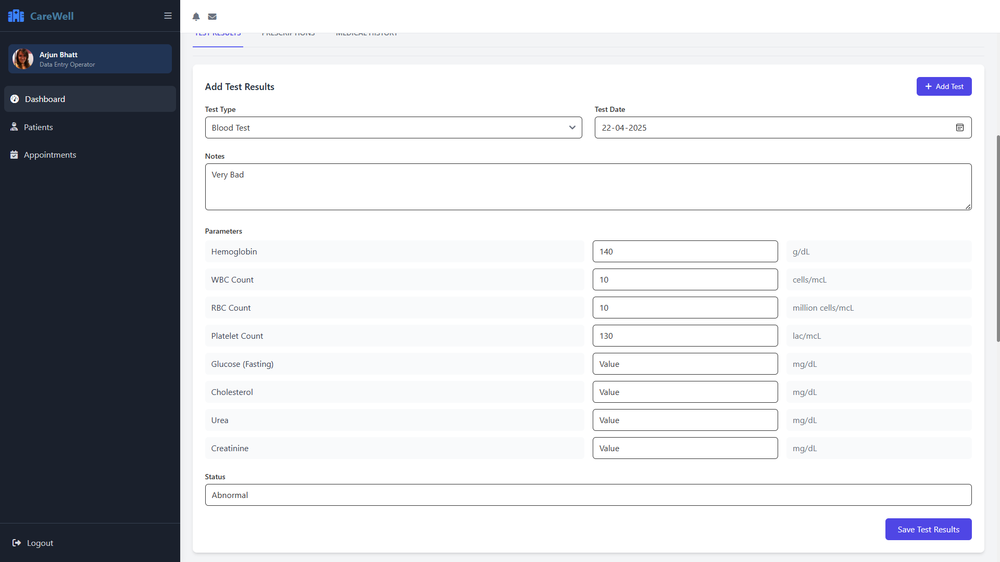 CareWell
Arjun Bhatt
Data Entry Operator
Dashboard
Patients
Appointments
Logout
TEST RESULTS PRESCRIPTIONS MEDICAL HISTORY
Add Test Results
Add Test
Test Type
Blood Test
Test Date
22-04-2025
Notes
Very Bad
Parameters
Hemoglobin 140 g/dL
WBC Count 10 cells/mcL
RBC Count 10 million cells/mcL
Platelet Count 130 lac/mcL
Glucose (Fasting) Value mg/dL
Cholesterol Value mg/dL
Urea Value mg/dL
Creatinine Value mg/dL
Status
Abnormal
Save Test Results